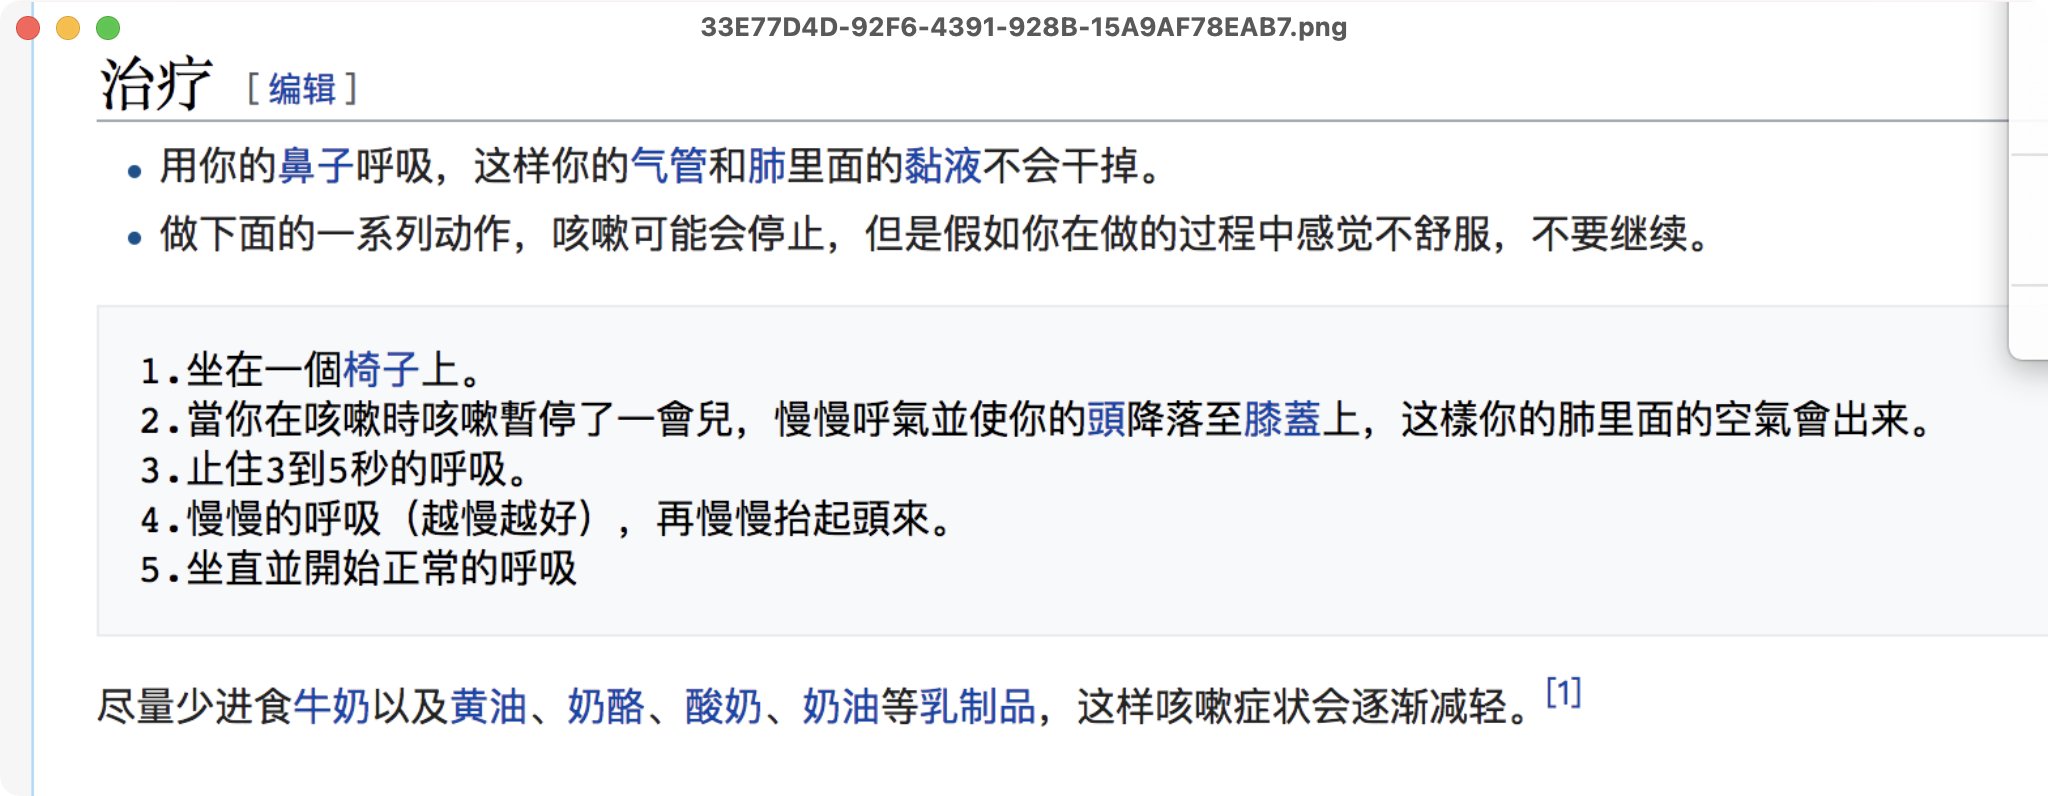 33E77D4D-92F6-4391-928B-15A9AF78EAB7.png
治疗 [ 编辑 ]
• 用你的鼻子呼吸，这样你的气管和肺里面的黏液不会干掉。
• 做下面的一系列动作，咳嗽可能会停止，但是假如你在做的过程中感觉不舒服，不要继续。
1.坐在一個椅子上。
2.當你在咳嗽時咳嗽暫停了一會兒，慢慢呼氣並使你的頭降落至膝蓋上，这樣你的肺里面的空氣會出来。
3.止住3到5秒的呼吸。
4.慢慢的呼吸（越慢越好），再慢慢抬起頭來。
5.坐直並開始正常的呼吸
尽量少进食牛奶以及黄油、奶酪、酸奶、奶油等乳制品，这样咳嗽症状会逐渐减轻。[1]